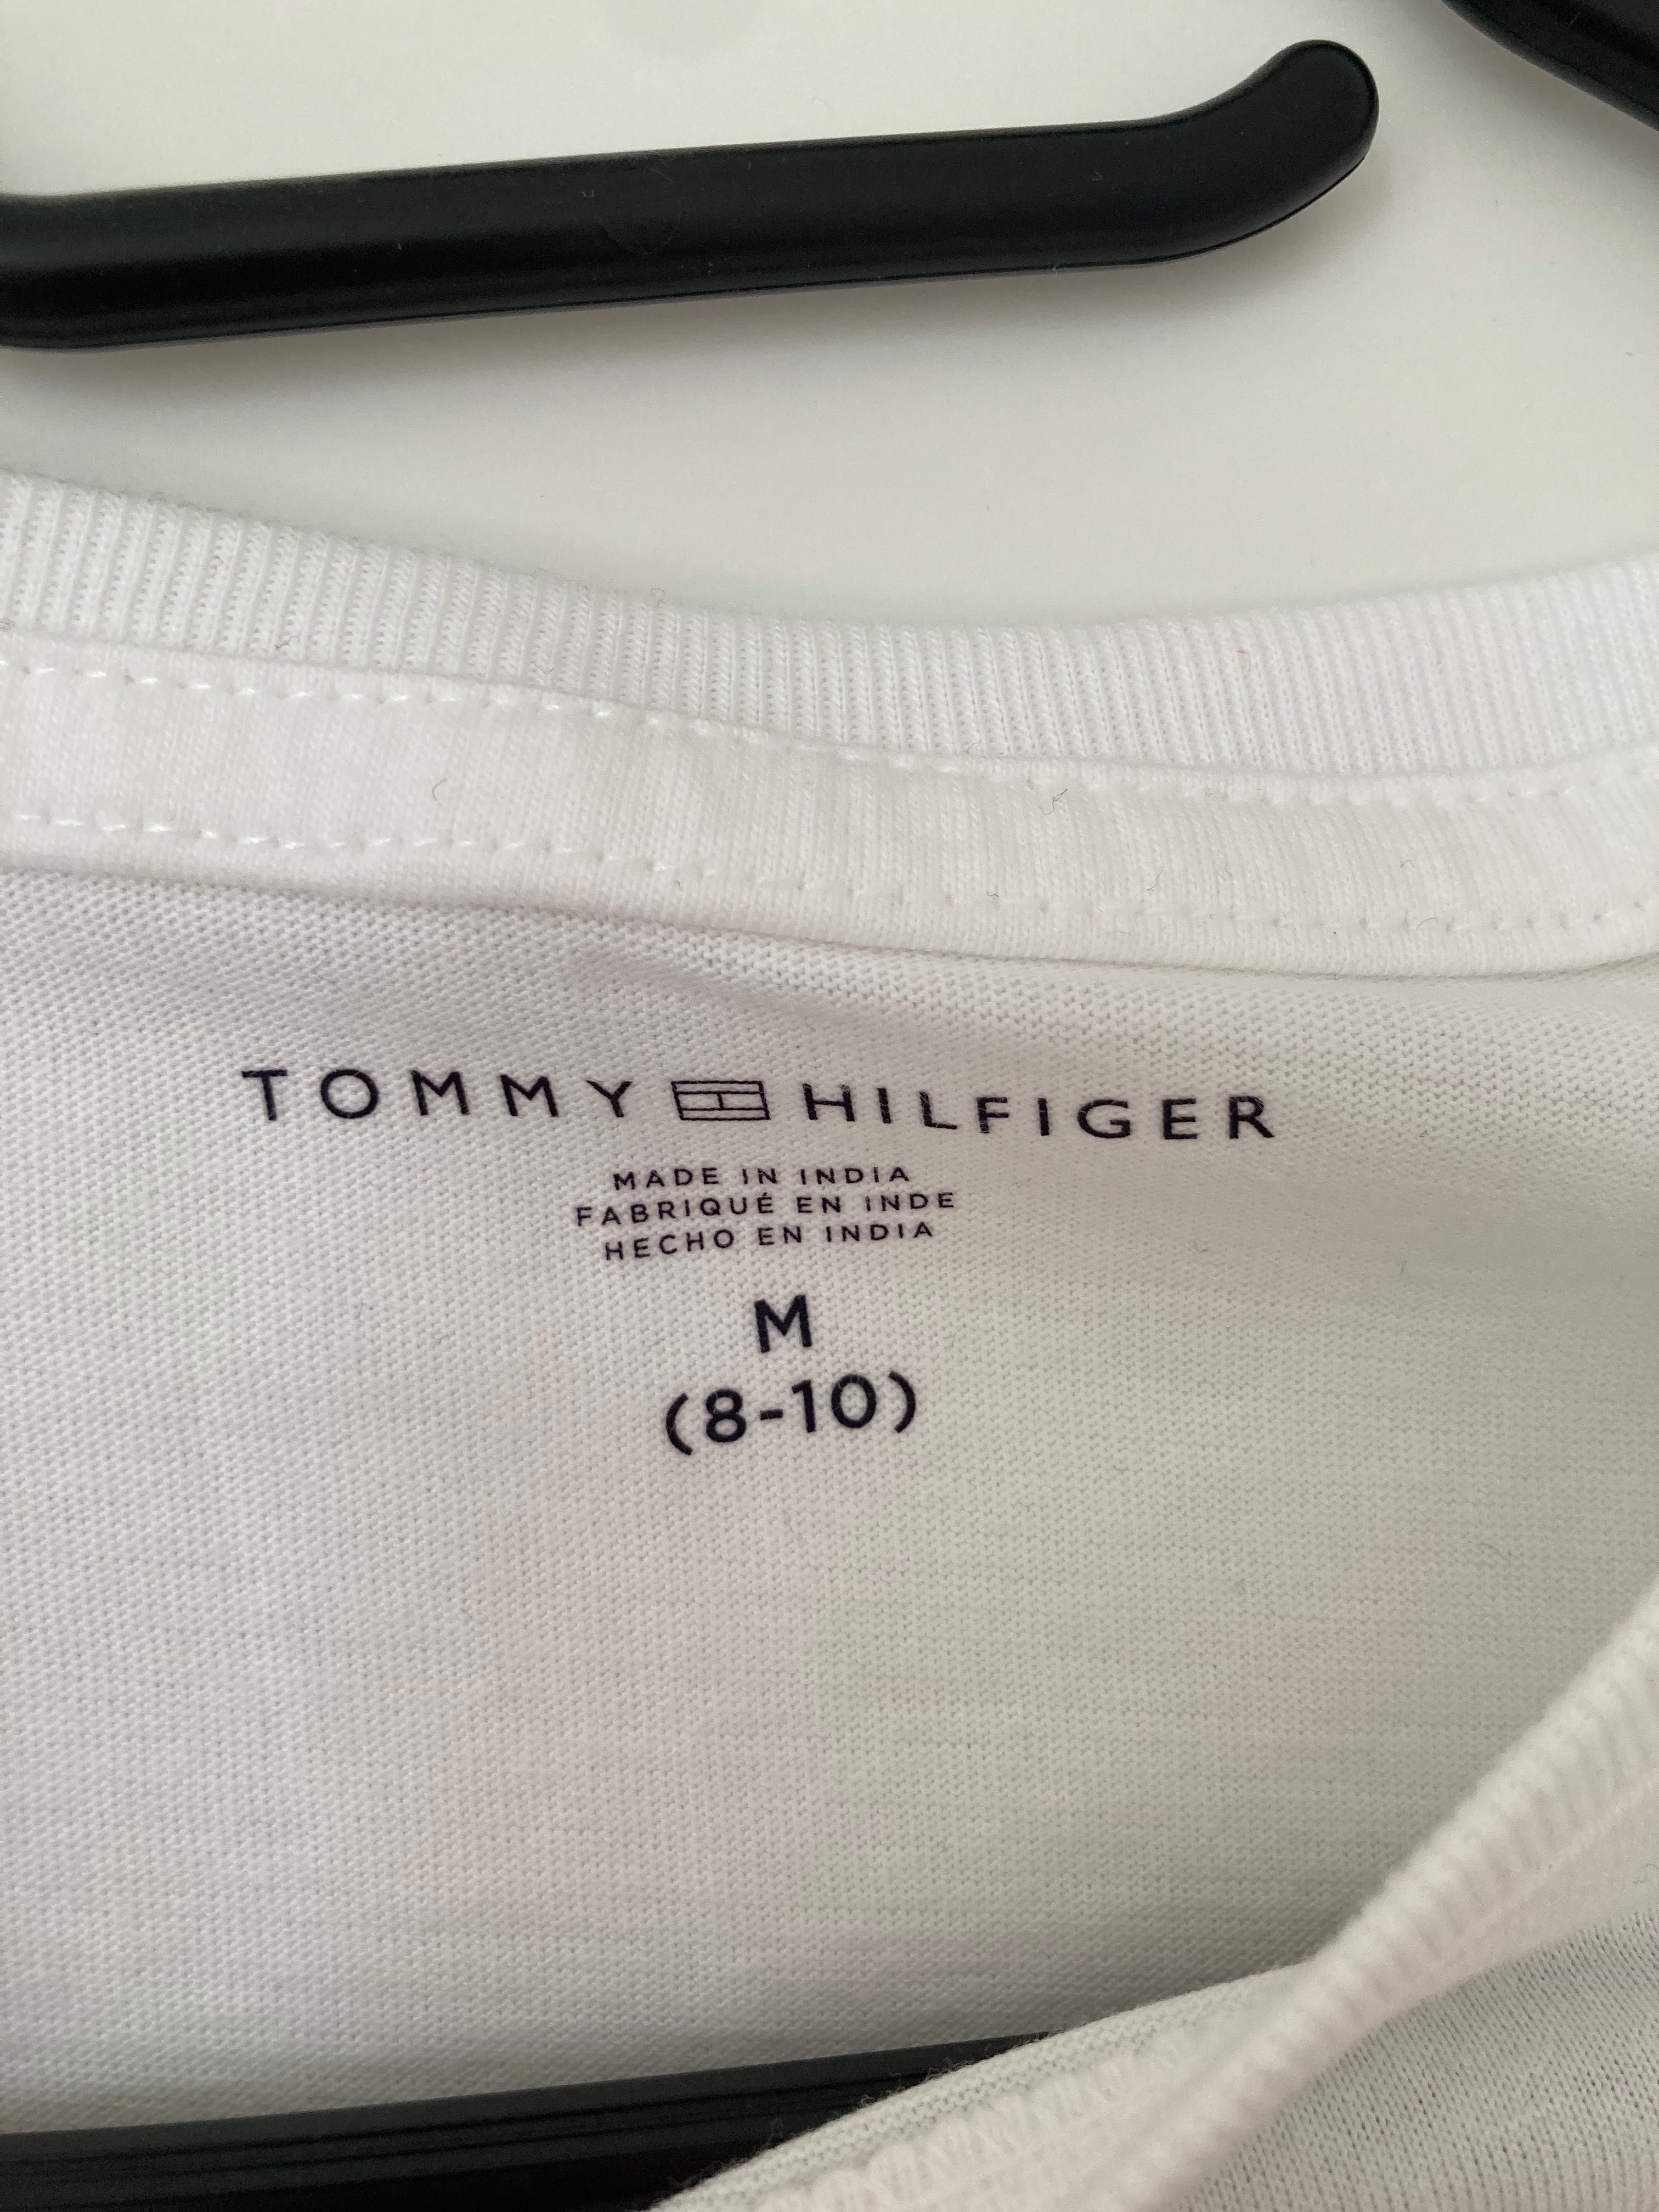 TOMMY HILFIGER
MADE IN INDIA
FABRIQUÉ EN INDE
HECHO EN INDIA
M
(8-10)